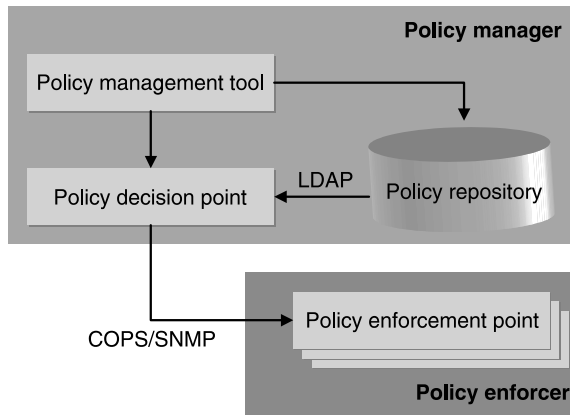 Policy manager
Policy management tool
LDAP
Policy decision point
Policy repository
Policy enforcement point
COPS/SNMP
Policy enforcer